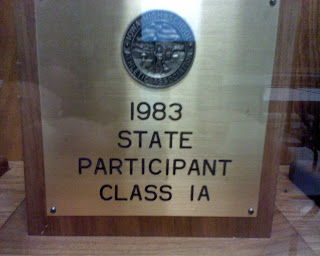 1983
STATE
PARTICIPANT
CLASS 1A